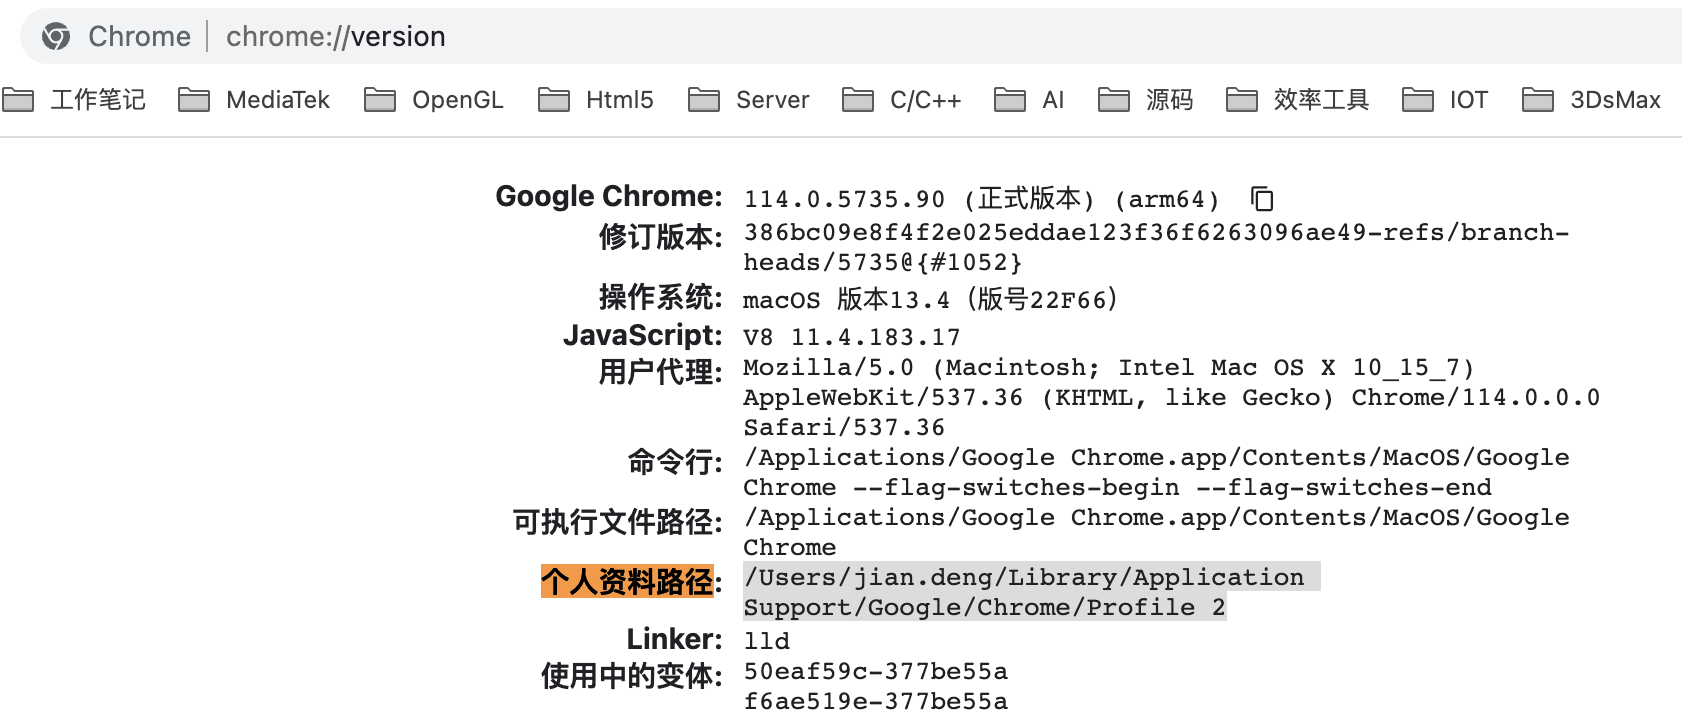 Chrome | chrome://version
工作笔记 MediaTek OpenGL Html5 Server C/C++ AI 源码 效率工具 IOT 3DsMax
Google Chrome: 114.0.5735.90 (正式版本) (arm64)
修订版本: 386bc09e8f4f2e025eddae123f36f6263096ae49-refs/branch-
heads/5735@{#1052}
操作系统: macOS 版本13.4（版号22F66）
JavaScript: V8 11.4.183.17
用户代理: Mozilla/5.0 (Macintosh; Intel Mac OS X 10_15_7)
AppleWebKit/537.36 (KHTML, like Gecko) Chrome/114.0.0.0
Safari/537.36
命令行: /Applications/Google Chrome.app/Contents/MacOS/Google
Chrome --flag-switches-begin --flag-switches-end
可执行文件路径: /Applications/Google Chrome.app/Contents/MacOS/Google
Chrome
个人资料路径: /Users/jian.deng/Library/Application
Support/Google/Chrome/Profile 2
Linker: lld
使用中的变体: 50eaf59c-377be55a
f6ae519e-377be55a